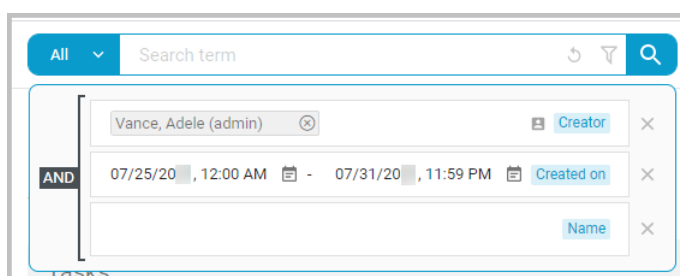 All Search term
Vance, Adele (admin) Creator
AND 07/25/20 , 12:00 AM - 07/31/20 , 11:59 PM Created on
Name
Tasks